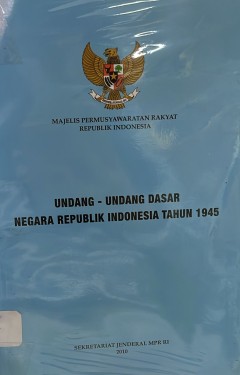 MAJELIS PERMUSYAWARATAN RAKYAT
REPUBLIK INDONESIA
UNDANG - UNDANG DASAR
NEGARA REPUBLIK INDONESIA TAHUN 1945
SEKRETARIAT JENDERAL MPR RI
2010